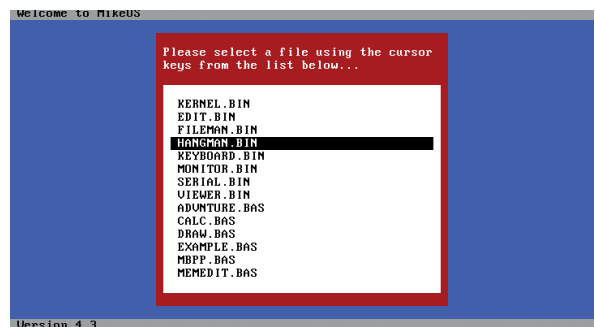 Welcome to MikeOS
Please select a file using the cursor
keys from the list below...
KERNEL.BIN
EDIT.BIN
FILEMAN.BIN
HANGMAN.BIN
KEYBOARD.BIN
MONITOR.BIN
SERIAL.BIN
VIEWER.BIN
ADVNTURE.BAS
CALC.BAS
DRAW.BAS
EXAMPLE.BAS
MBPP.BAS
MEMEDIT.BAS
Version 4.3